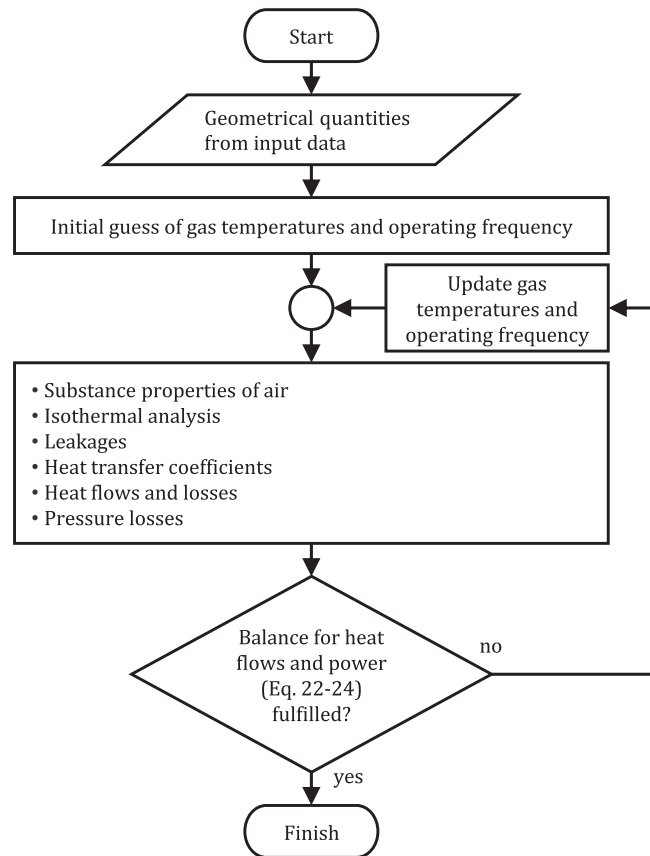 Start
Geometrical quantities
from input data
Initial guess of gas temperatures and operating frequency
Update gas
temperatures and
operating frequency
• Substance properties of air
• Isothermal analysis
• Leakages
• Heat transfer coefficients
• Heat flows and losses
• Pressure losses
Balance for heat
flows and power
(Eq. 22-24)
fulfilled?
no
yes
Finish